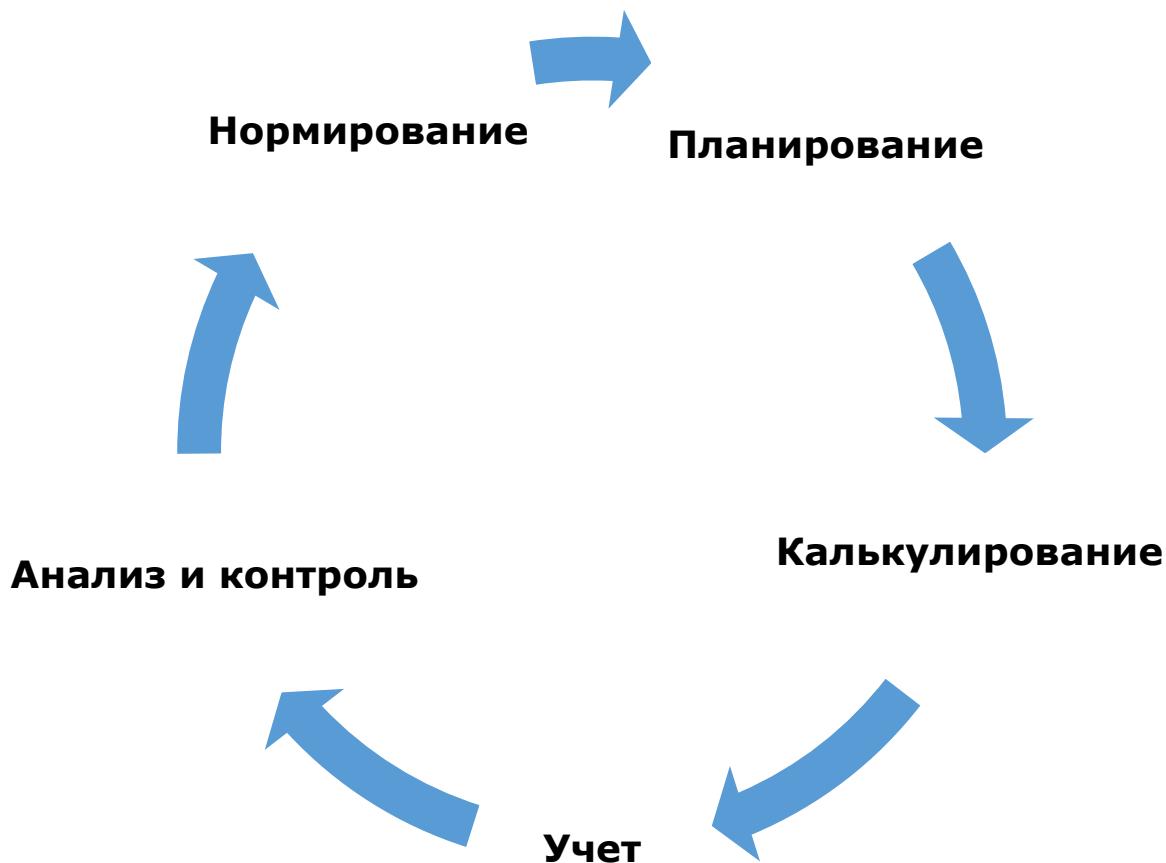 Нормирование
Планирование
Калькулирование
Анализ и контроль
Учет